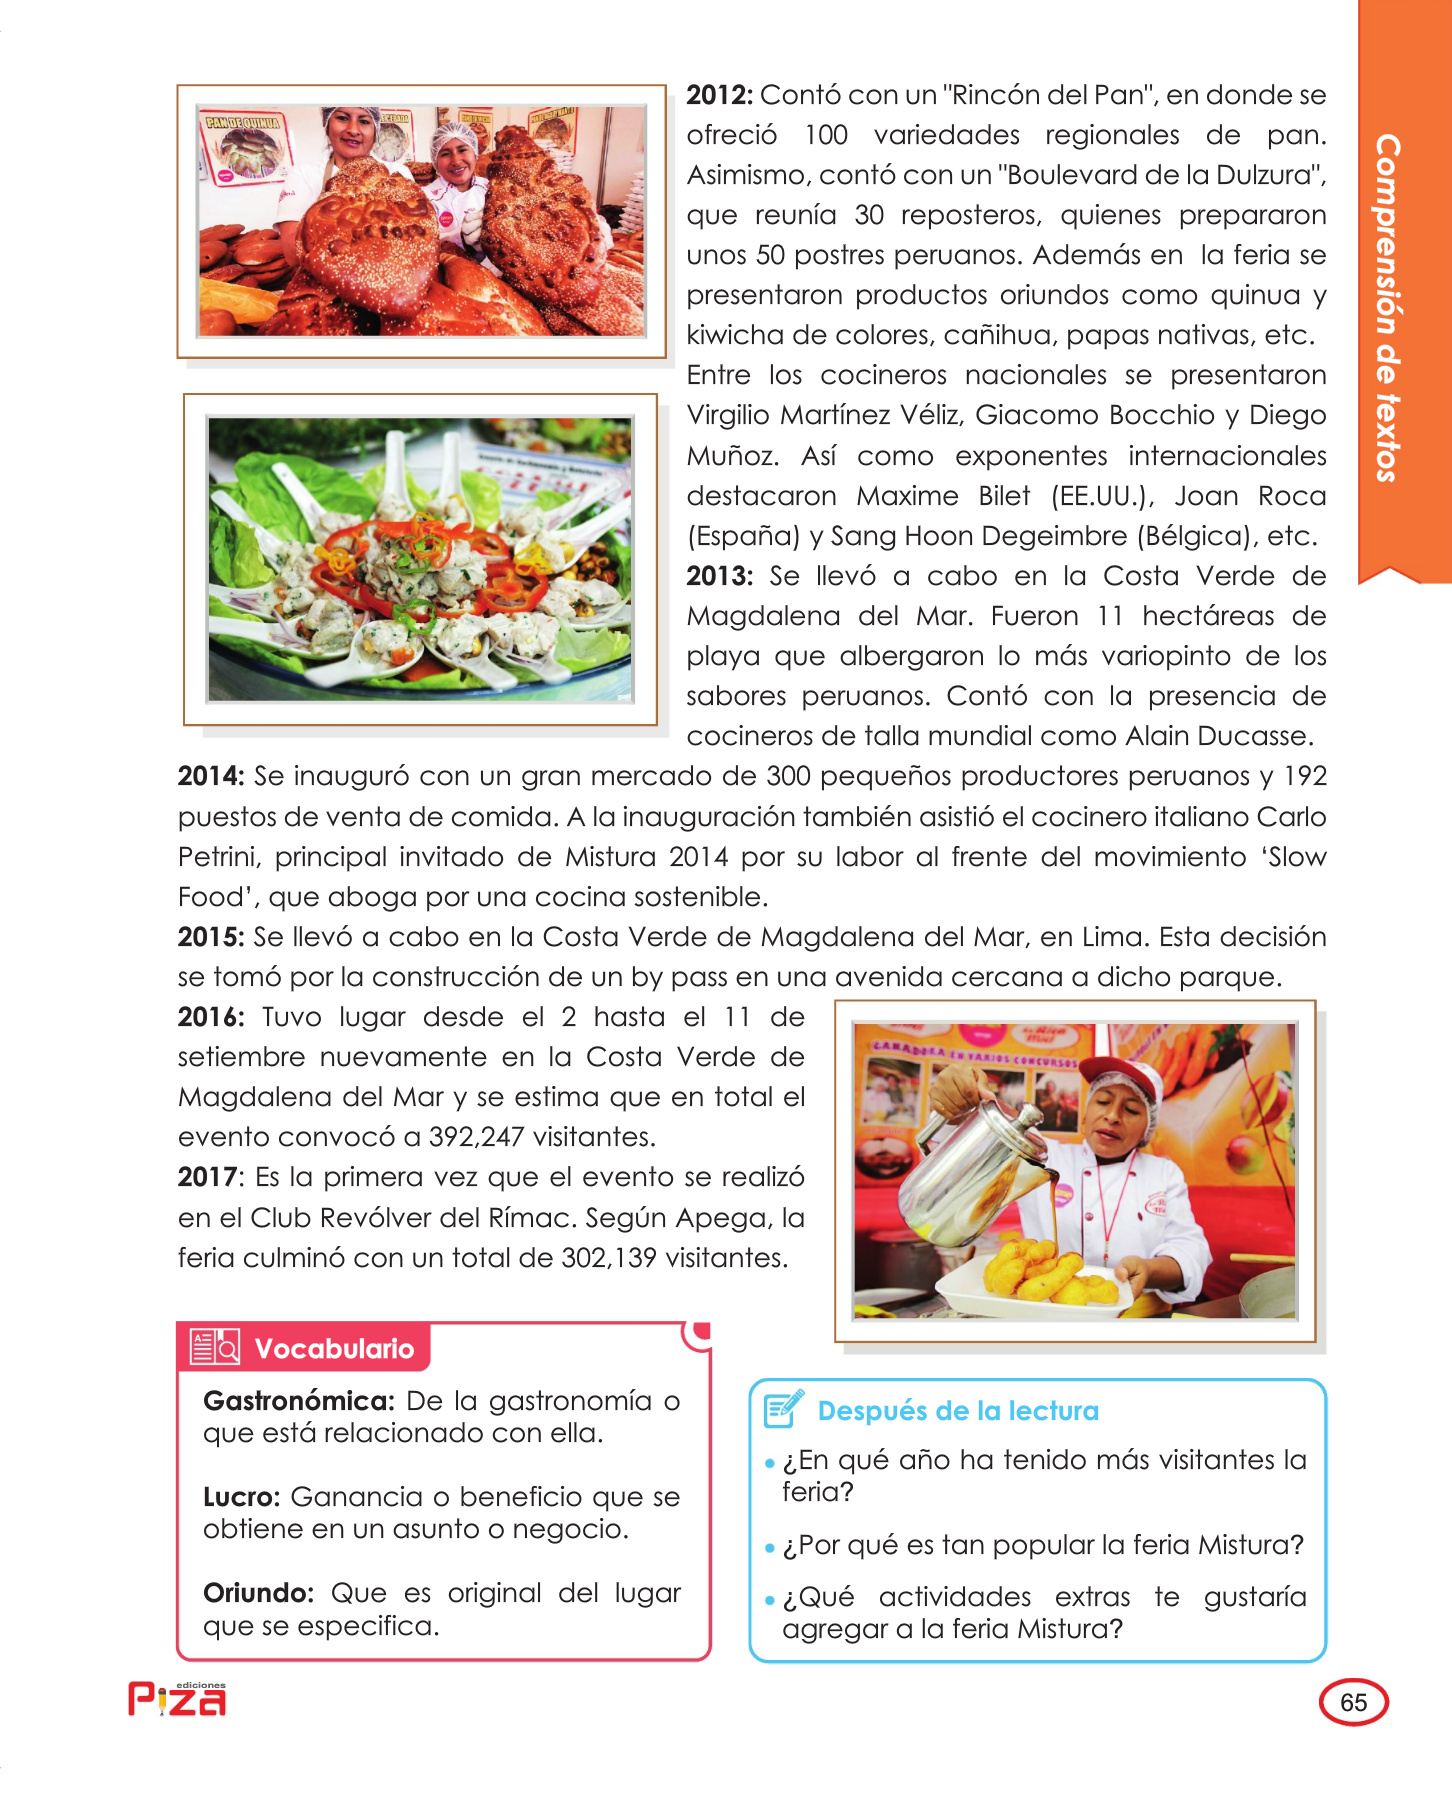 2012: Contó con un "Rincón del Pan", en donde se
ofreció 100 variedades regionales de pan.
Asimismo, contó con un "Boulevard de la Dulzura",
que reunía 30 reposteros, quienes prepararon
unos 50 postres peruanos. Además en la feria se
presentaron productos oriundos como quinua y
kiwicha de colores, cañihua, papas nativas, etc.
Entre los cocineros nacionales se presentaron
Virgilio Martínez Véliz, Giacomo Bocchio y Diego
Muñoz. Así como exponentes internacionales
destacaron Maxime Bilet (EE.UU.), Joan Roca
(España) y Sang Hoon Degeimbre (Bélgica), etc.
2013: Se llevó a cabo en la Costa Verde de
Magdalena del Mar. Fueron 11 hectáreas de
playa que albergaron lo más variopinto de los
sabores peruanos. Contó con la presencia de
cocineros de talla mundial como Alain Ducasse.
2014: Se inauguró con un gran mercado de 300 pequeños productores peruanos y 192
puestos de venta de comida. A la inauguración también asistió el cocinero italiano Carlo
Petrini, principal invitado de Mistura 2014 por su labor al frente del movimiento ‘Slow
Food’, que aboga por una cocina sostenible.
2015: Se llevó a cabo en la Costa Verde de Magdalena del Mar, en Lima. Esta decisión
se tomó por la construcción de un by pass en una avenida cercana a dicho parque.
2016: Tuvo lugar desde el 2 hasta el 11 de
setiembre nuevamente en la Costa Verde de
Magdalena del Mar y se estima que en total el
evento convocó a 392,247 visitantes.
2017: Es la primera vez que el evento se realizó
en el Club Revólver del Rímac. Según Apega, la
feria culminó con un total de 302,139 visitantes.
PAN DE QUINUA
GANADORA EN VARIOS CONCURSOS
Comprensión de textos
Vocabulario
Gastronómica: De la gastronomía o
que está relacionado con ella.
Lucro: Ganancia o beneficio que se
obtiene en un asunto o negocio.
Oriundo: Que es original del lugar
que se especifica.
Después de la lectura
• ¿En qué año ha tenido más visitantes la
feria?
• ¿Por qué es tan popular la feria Mistura?
• ¿Qué actividades extras te gustaría
agregar a la feria Mistura?
ediciones
Piza
65